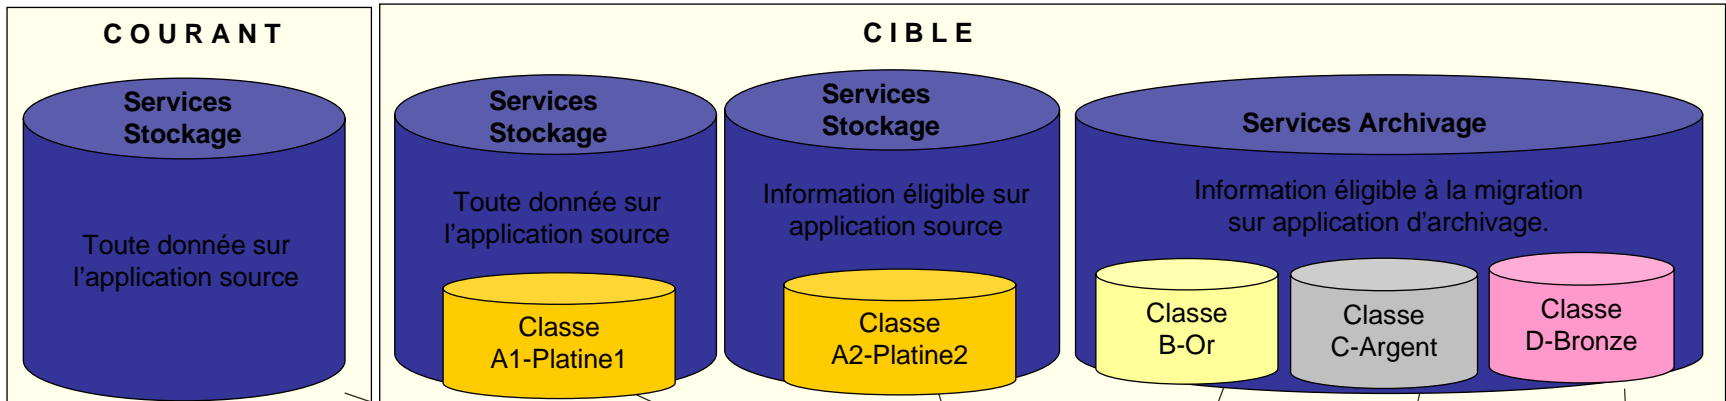 C O U R A N T
Services
Stockage
Toute donnée sur
l'application source
C I B L E
Services
Stockage
Toute donnée sur
l'application source
Classe
A1-Platine1
Services
Stockage
Information éligible sur
application source
Classe
A2-Platine2
Services Archivage
Information éligible à la migration
sur application d'archivage.
Classe
B-Or
Classe
C-Argent
Classe
D-Bronze